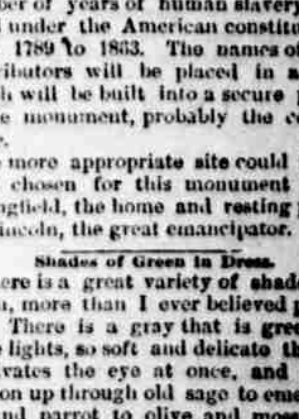 ber of years of human slavery
under the American constitu
1789 to 1863. The names of
ributors will be placed in a
h will be built into a secure
e monument, probably the c
more appropriate site could
chosen for this monument
ngfield, the home and resting
incoln, the great emancipator.
Shades of Green in Dress.
ere is a great variety of shad
, more than I ever believed
There is a gray that is gree
lights, so soft and delicate th
vates the eye at once, and
on up through old sage to eme
nd parrot to olive and moss